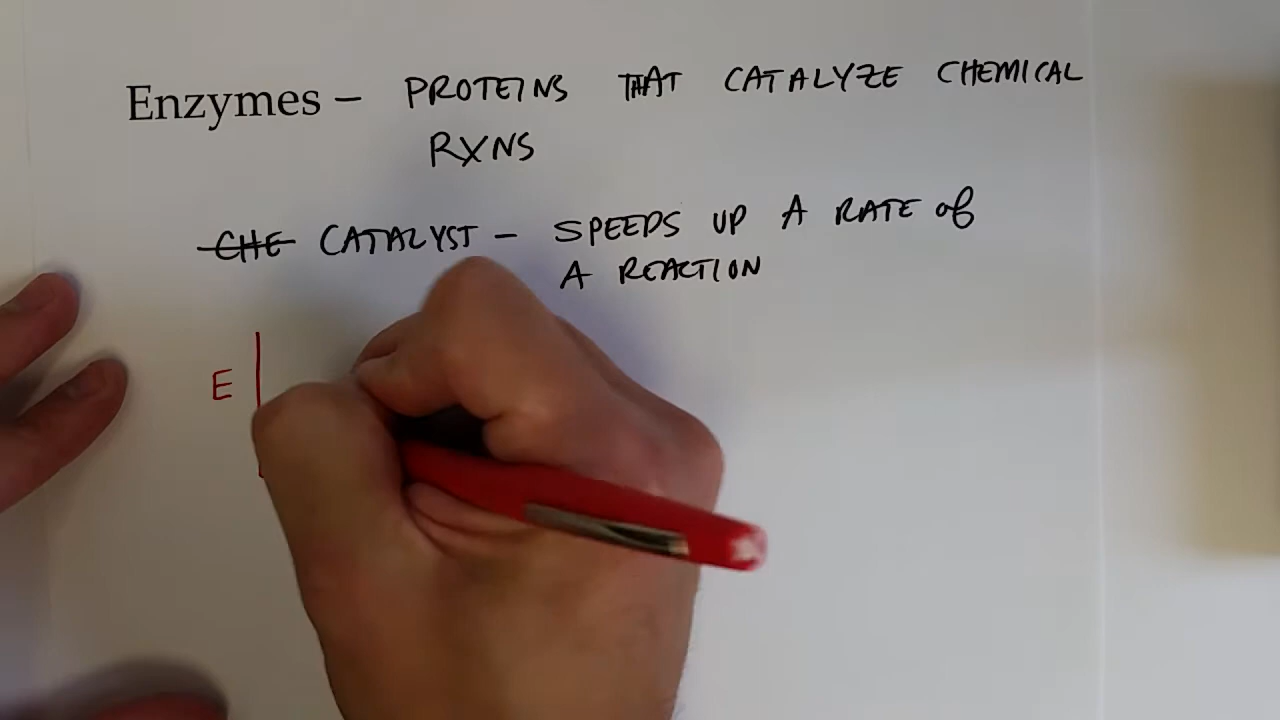 Enzymes – PROTEINS THAT CATALYZE CHEMICAL
RXNS
CHE CATALYST – SPEEDS UP A RATE of
A REACTION
E